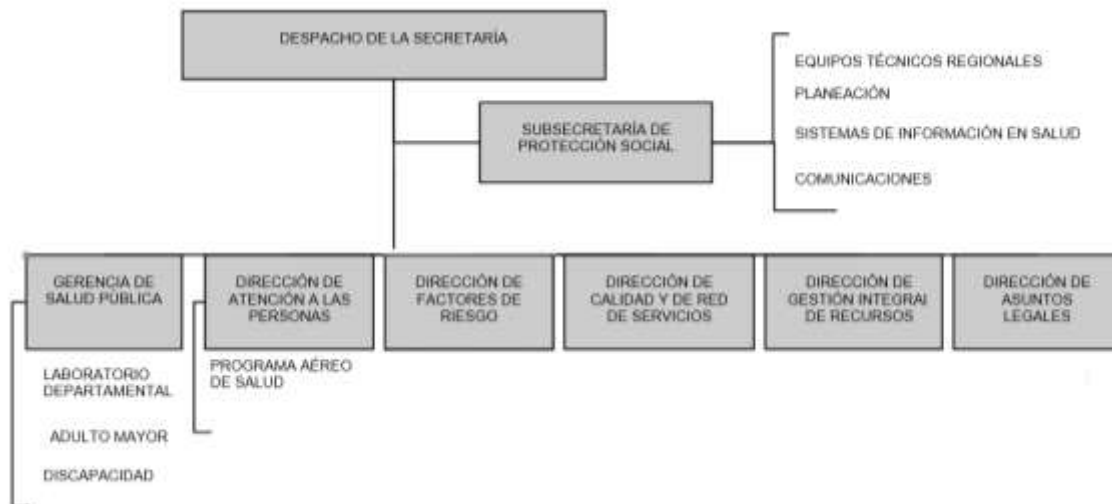 DESPACHO DE LA SECRETARÍA
SUBSECRETARÍA DE
PROTECCIÓN SOCIAL
EQUIPOS TÉCNICOS REGIONALES
PLANEACIÓN
SISTEMAS DE INFORMACIÓN EN SALUD
COMUNICACIONES
GERENCIA DE
SALUD PÚBLICA
LABORATORIO
DEPARTAMENTAL
ADULTO MAYOR
DISCAPACIDAD
DIRECCIÓN DE
ATENCIÓN A LAS
PERSONAS
PROGRAMA AÉREO
DE SALUD
DIRECCIÓN DE
FACTORES DE
RIESGO
DIRECCIÓN DE
CALIDAD Y DE RED
DE SERVICIOS
DIRECCIÓN DE
GESTIÓN INTEGRAl
DE RECURSOS
DIRECCIÓN DE
ASUNTOS
LEGALES